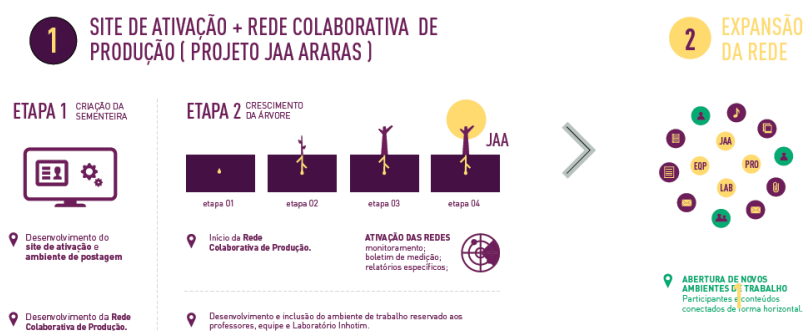 1
SITE DE ATIVAÇÃO + REDE COLABORATIVA DE
PRODUÇÃO ( PROJETO JAA ARARAS )
2
EXPANSÃO
DA REDE
ETAPA 1
CRIAÇÃO DA
SEMENTEIRA
ETAPA 2
CRESCIMENTO
DA ÁRVORE
JAA
etapa 01
etapa 02
etapa 03
etapa 04
Desenvolvimento do
site de ativação e
ambiente de postagem
Início da Rede
Colaborativa de Produção.
ATIVAÇÃO DAS REDES
monitoramento;
boletim de medição;
relatórios específicos;
Desenvolvimento da Rede
Colaborativa de Produção.
Desenvolvimento e inclusão do ambiente de trabalho reservado aos
professores, equipe e Laboratório Inhotim.
JAA
EQP
PRO
LAB
ABERTURA DE NOVOS
AMBIENTES DE TRABALHO
Participantes e conteúdos
conectados de forma horizontal.